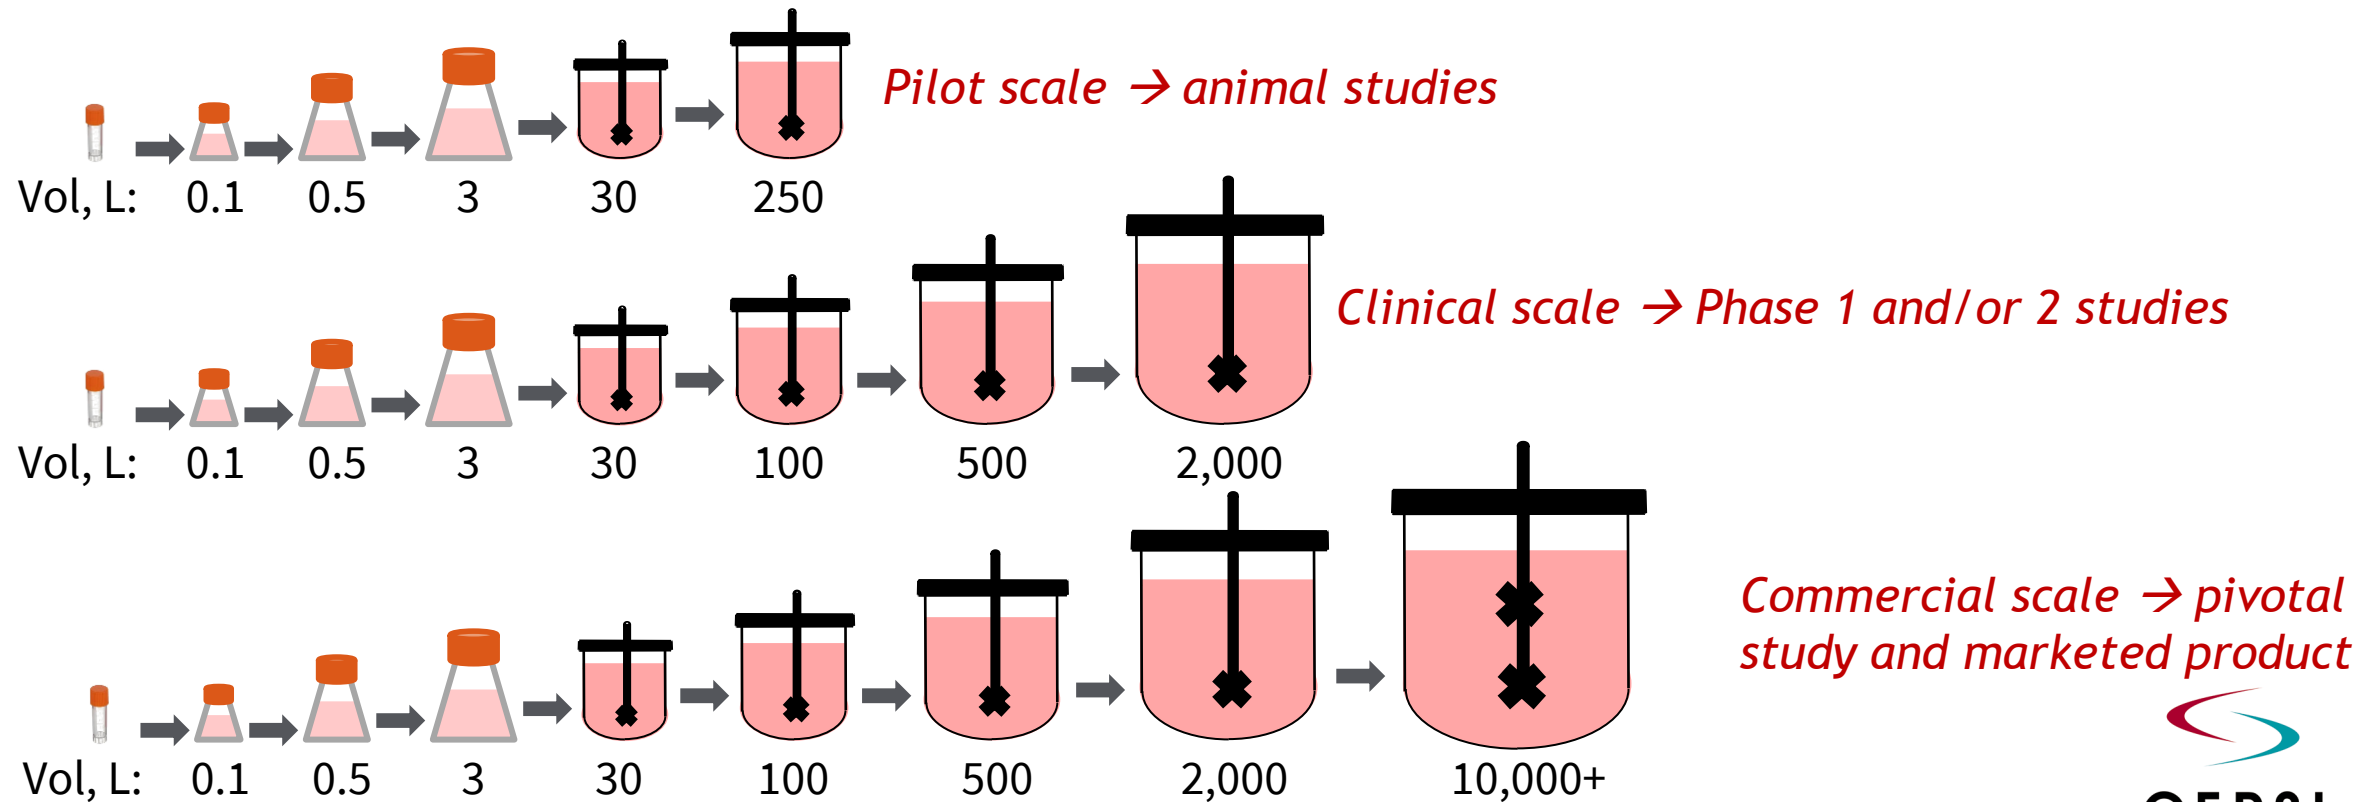 Pilot scale → animal studies
Vol, L: 0.1 0.5 3 30 250
Clinical scale → Phase 1 and/or 2 studies
Vol, L: 0.1 0.5 3 30 100 500 2,000
Commercial scale → pivotal
study and marketed product
Vol, L: 0.1 0.5 3 30 100 500 2,000 10,000+